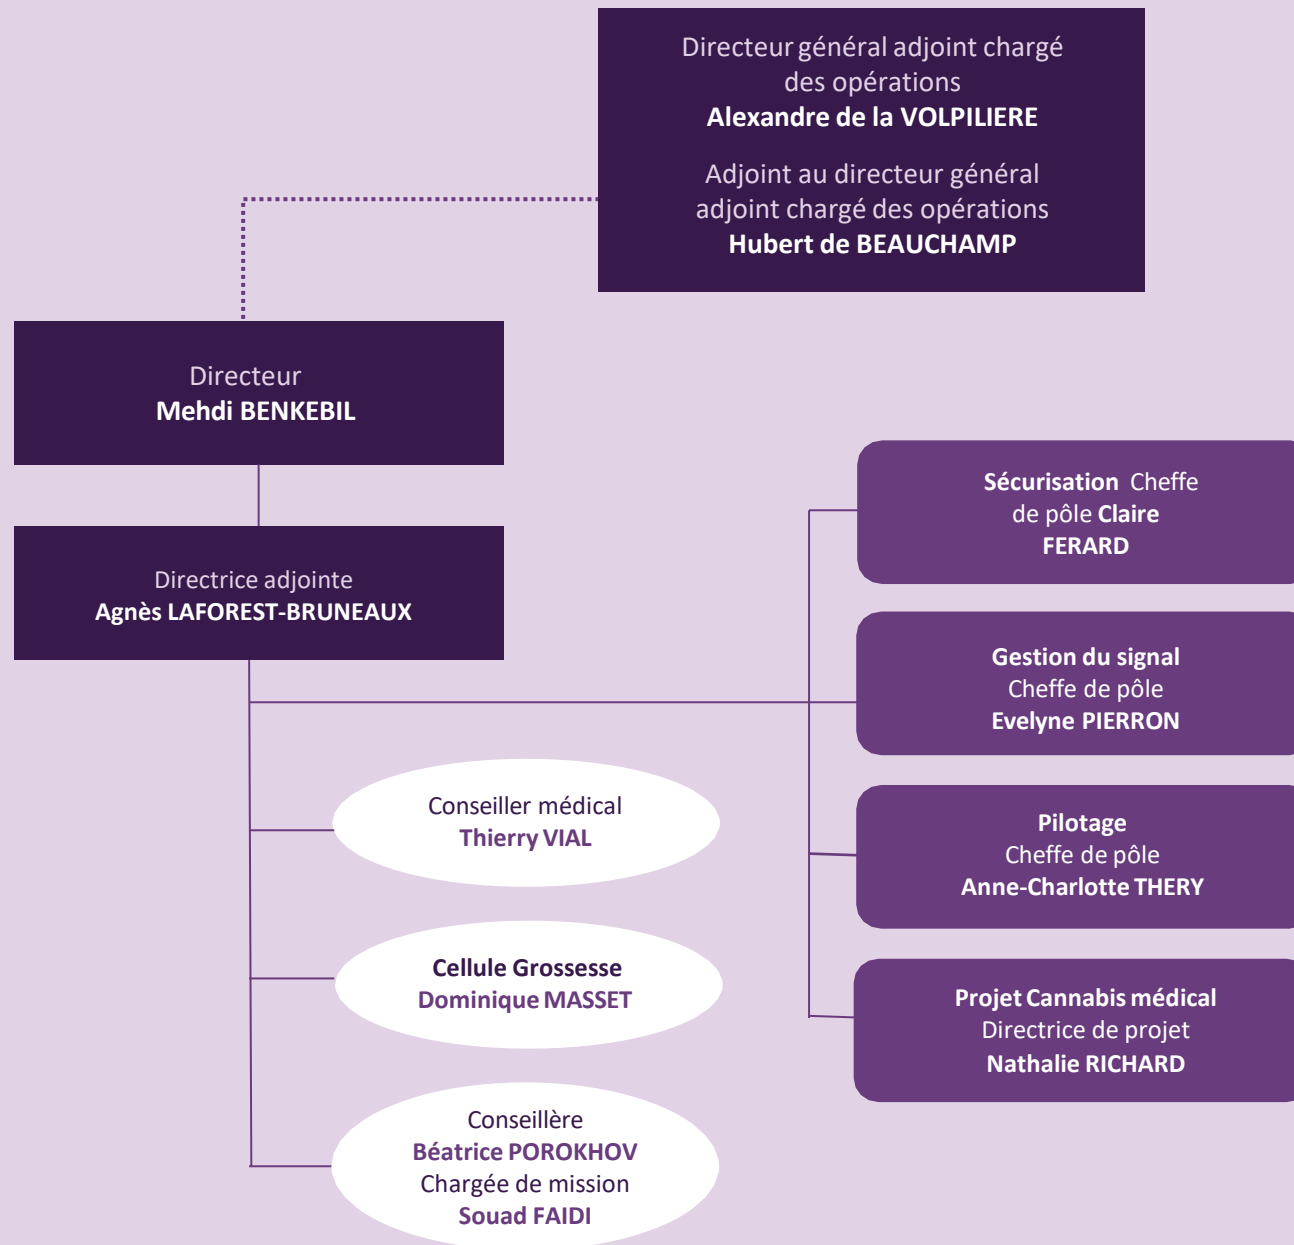 Directeur général adjoint chargé
des opérations
Alexandre de la VOLPILIERE
Adjoint au directeur général
adjoint chargé des opérations
Hubert de BEAUCHAMP
Directeur
Mehdi BENKEBIL
Directrice adjointe
Agnès LAFOREST-BRUNEAUX
Sécurisation Cheffe
de pôle Claire
FERARD
Gestion du signal
Cheffe de pôle
Evelyne PIERRON
Pilotage
Cheffe de pôle
Anne-Charlotte THERY
Projet Cannabis médical
Directrice de projet
Nathalie RICHARD
Conseiller médical
Thierry VIAL
Cellule Grossesse
Dominique MASSET
Conseillère
Béatrice POROKHOV
Chargée de mission
Souad FAIDI